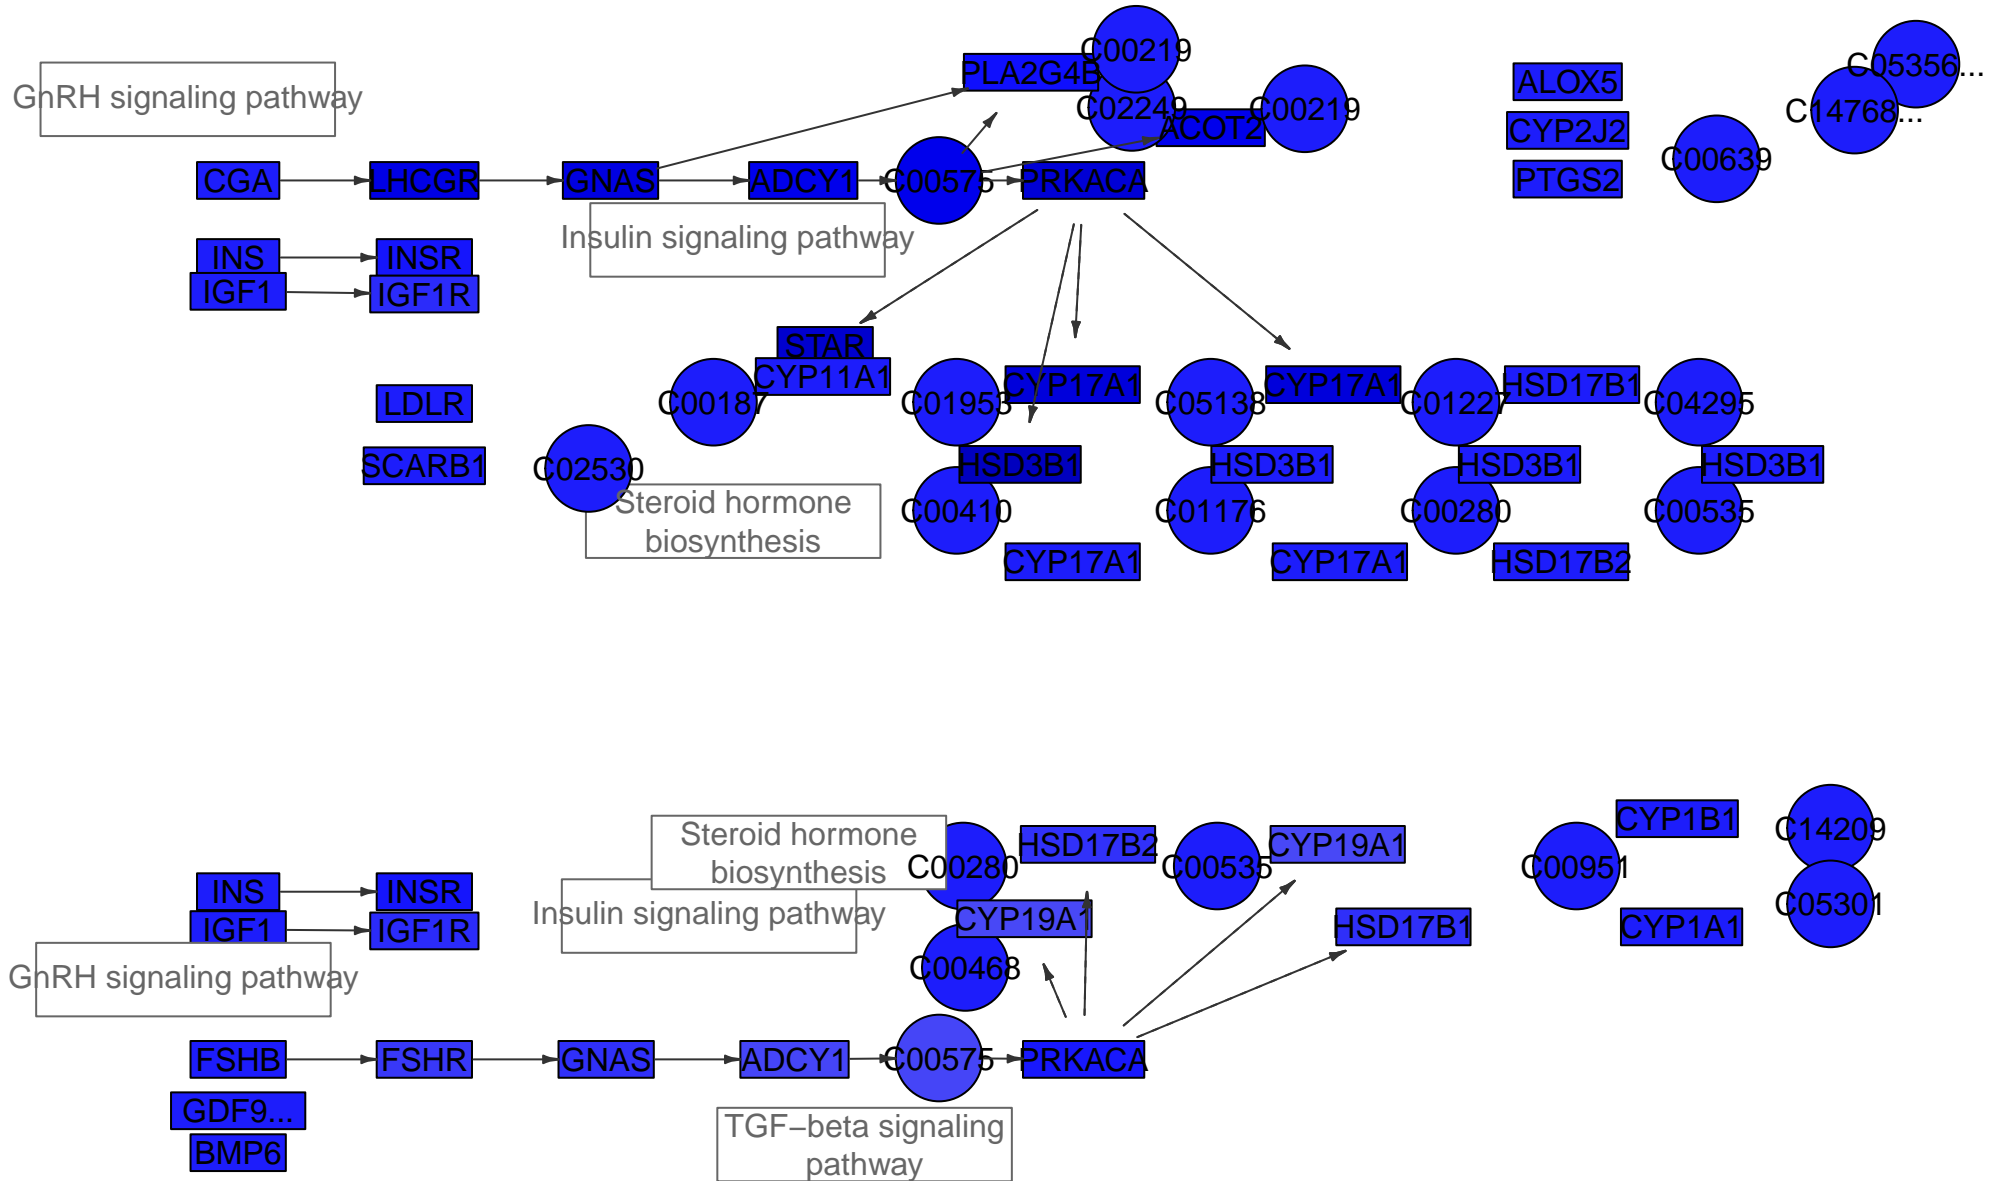 C00219
C05356...
PLA2G4B
ALOX5
GnRH signaling pathway
C02249
C00219
C14768...
ACOT2
CYP2J2
C00639
CGA
LHCGR
GNAS
ADCY1
C00575
PRKACA
PTGS2
Insulin signaling pathway
INS
INSR
IGF1
IGF1R
STAR
CYP11A1
CYP17A1
CYP17A1
HSD17B1
LDLR
C00187
C01953
C05138
C01227
C04295
SCARB1
C02530
HSD3B1
HSD3B1
HSD3B1
HSD3B1
Steroid hormone
biosynthesis
C00410
C01176
C00280
C00535
CYP17A1
CYP17A1
HSD17B2
CYP1B1
C14209
Steroid hormone
biosynthesis
HSD17B2
CYP19A1
C00280
C00535
C00951
INS
INSR
Insulin signaling pathway
CYP19A1
HSD17B1
CYP1A1
C05301
IGF1
IGF1R
GnRH signaling pathway
C00468
FSHB
FSHR
GNAS
ADCY1
C00575
PRKACA
GDF9...
BMP6
TGF−beta signaling
pathway